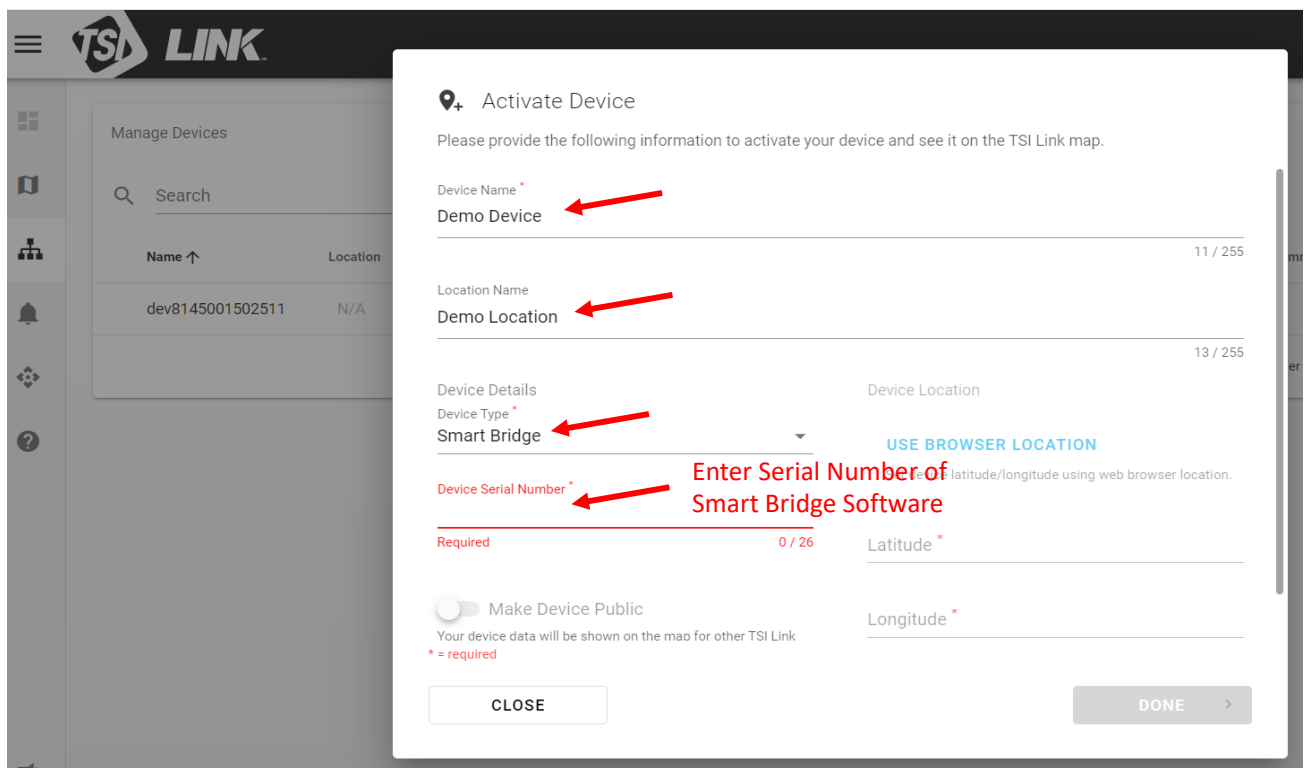 TSI LINK™
Activate Device
Please provide the following information to activate your device and see it on the TSI Link map.
Manage Devices
Search
Name ↑ Location
dev8145001502511 N/A
Device Name *
Demo Device
11 / 255
Location Name
Demo Location
13 / 255
Device Details
Device Type *
Smart Bridge
Device Serial Number *
Enter Serial Number of
Smart Bridge Software
Required 0 / 26
Make Device Public
Your device data will be shown on the map for other TSI Link
* = required
Device Location
USE BROWSER LOCATION
device latitude/longitude using web browser location.
Latitude *
Longitude *
CLOSE
DONE